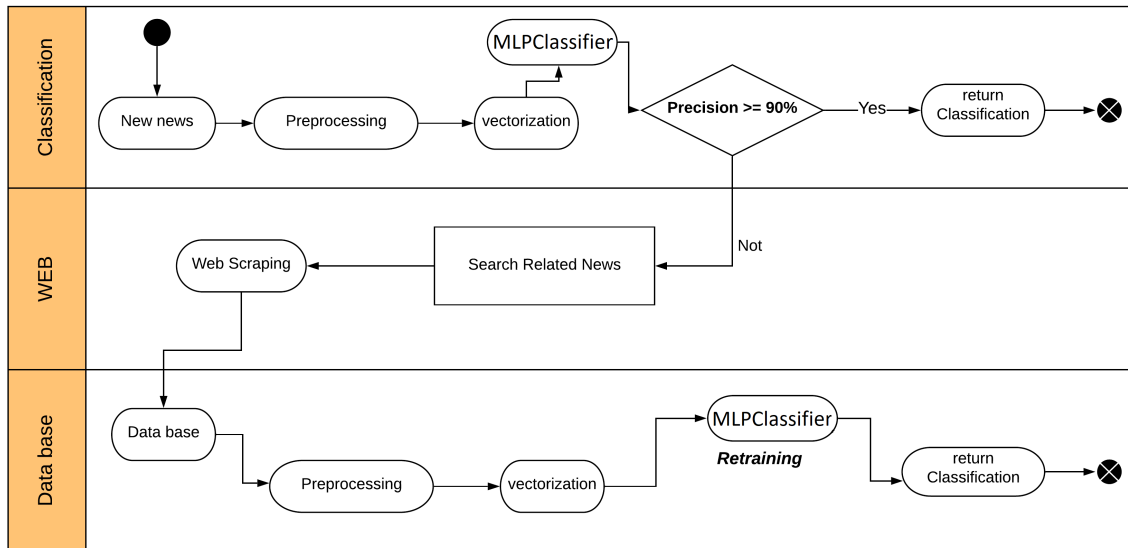 Classification
MLPClassifier
New news
Preprocessing
vectorization
Precision >= 90%
Yes
return
Classification
WEB
Not
Web Scraping
Search Related News
Data base
Data base
MLPClassifier
Retraining
Preprocessing
vectorization
return
Classification